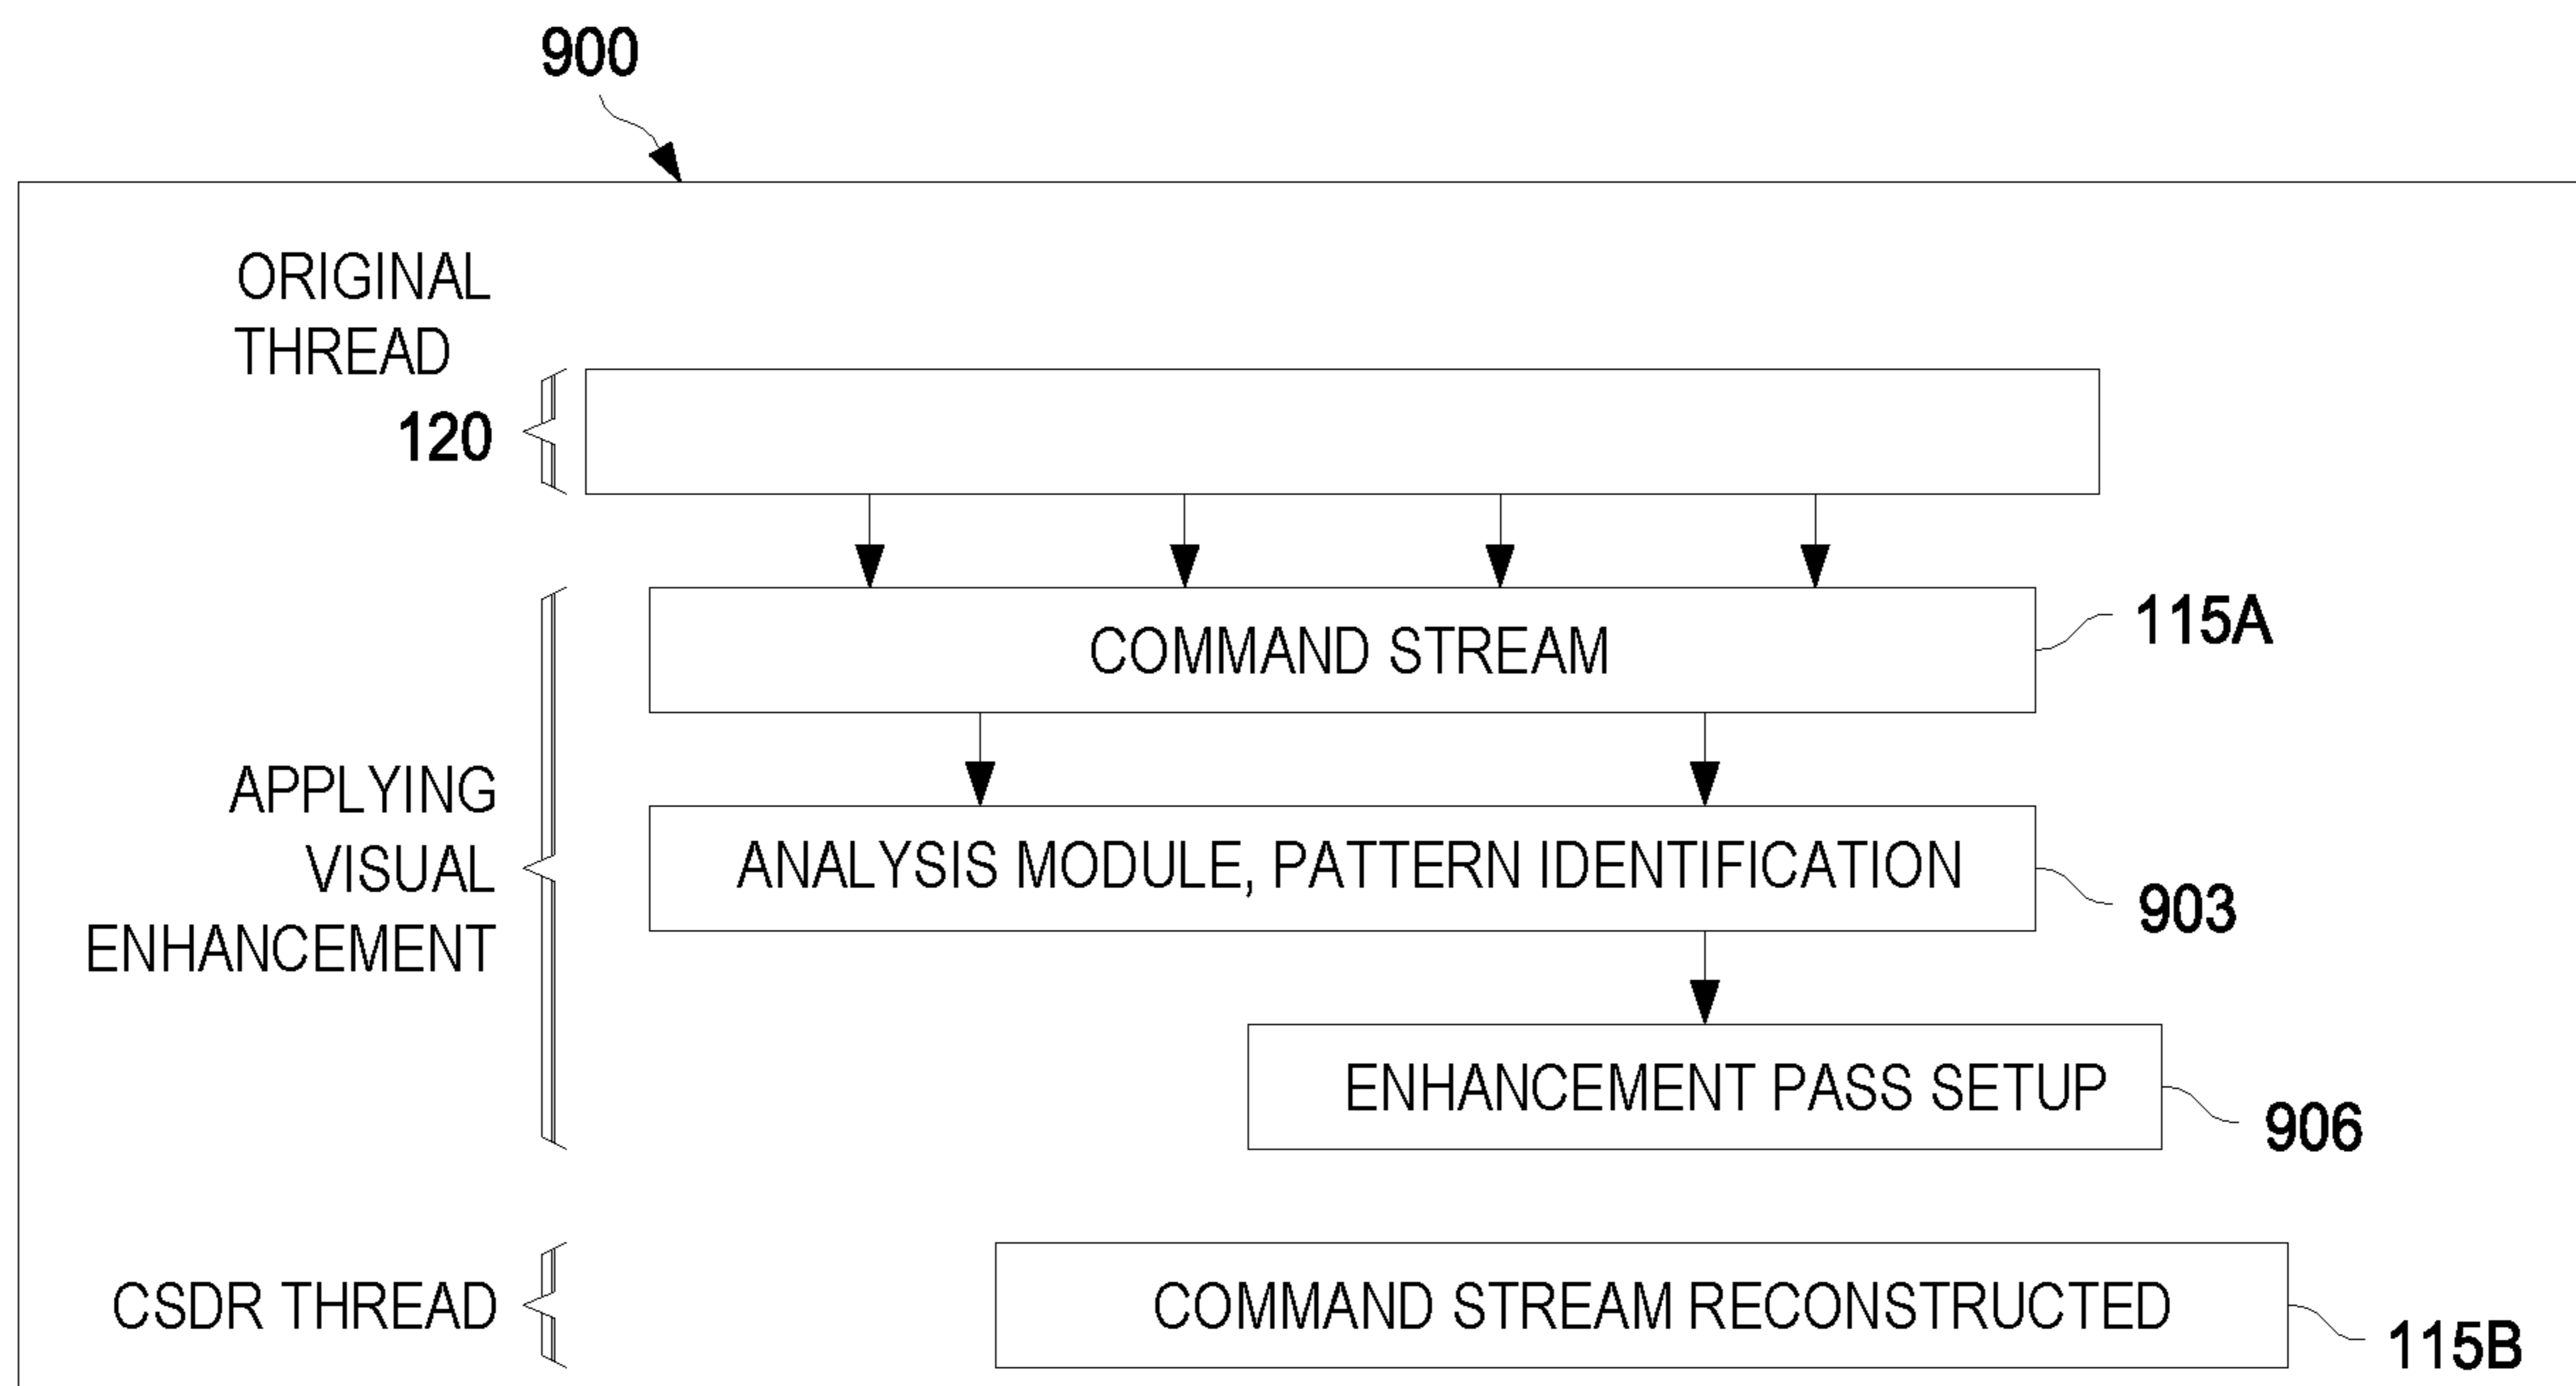 900
ORIGINAL
THREAD
120
COMMAND STREAM
115A
APPLYING
VISUAL
ENHANCEMENT
ANALYSIS MODULE, PATTERN IDENTIFICATION
903
ENHANCEMENT PASS SETUP
906
CSDR THREAD
COMMAND STREAM RECONSTRUCTED
115B